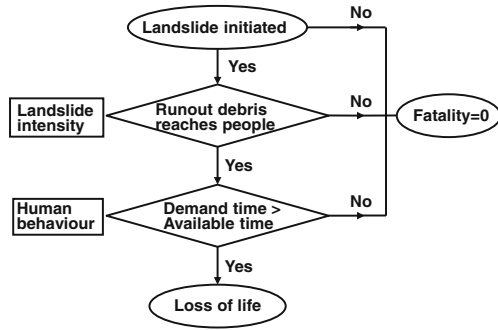 Landslide initiated
No
Yes
Landslide
intensity
Runout debris
reaches people
No
Fatality=0
Yes
Human
behaviour
Demand time >
Available time
No
Yes
Loss of life